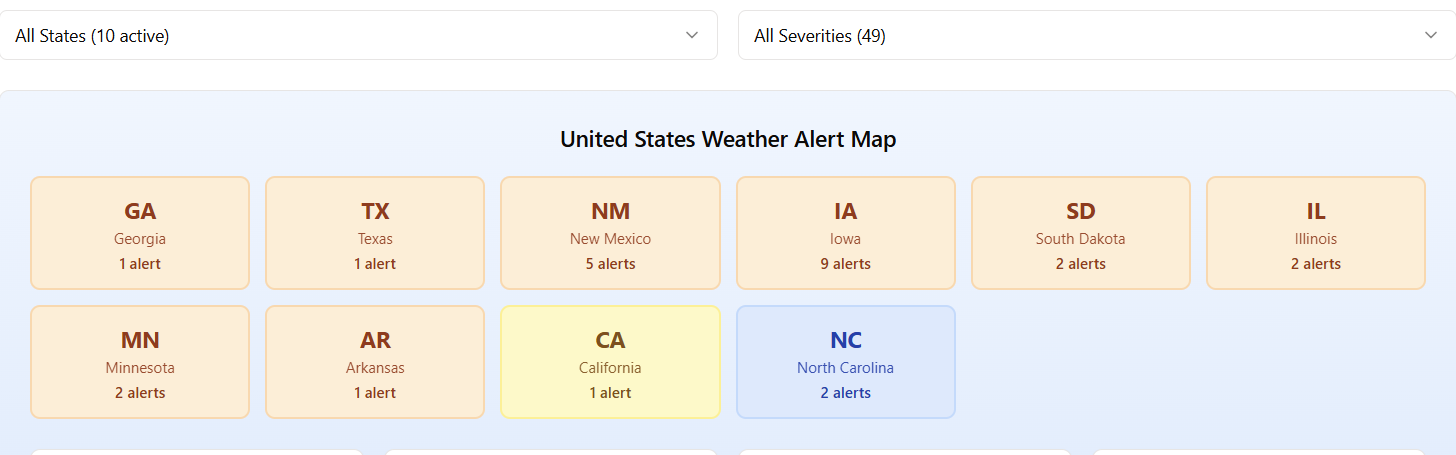 All States (10 active)
All Severities (49)
United States Weather Alert Map
GA
Georgia
1 alert
TX
Texas
1 alert
NM
New Mexico
5 alerts
IA
Iowa
9 alerts
SD
South Dakota
2 alerts
IL
Illinois
2 alerts
MN
Minnesota
2 alerts
AR
Arkansas
1 alert
CA
California
1 alert
NC
North Carolina
2 alerts